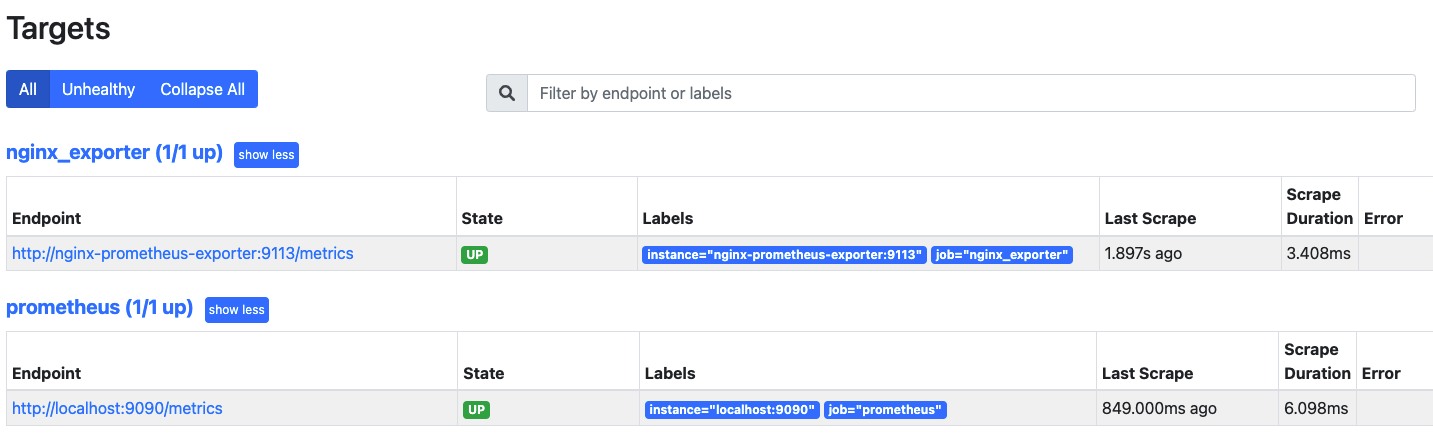 Targets
All Unhealthy Collapse All
Filter by endpoint or labels
nginx_exporter (1/1 up) show less
Endpoint State Labels Last Scrape Scrape Duration Error
http://nginx-prometheus-exporter:9113/metrics UP instance="nginx-prometheus-exporter:9113" job="nginx_exporter" 1.897s ago 3.408ms
prometheus (1/1 up) show less
Endpoint State Labels Last Scrape Scrape Duration Error
http://localhost:9090/metrics UP instance="localhost:9090" job="prometheus" 849.000ms ago 6.098ms